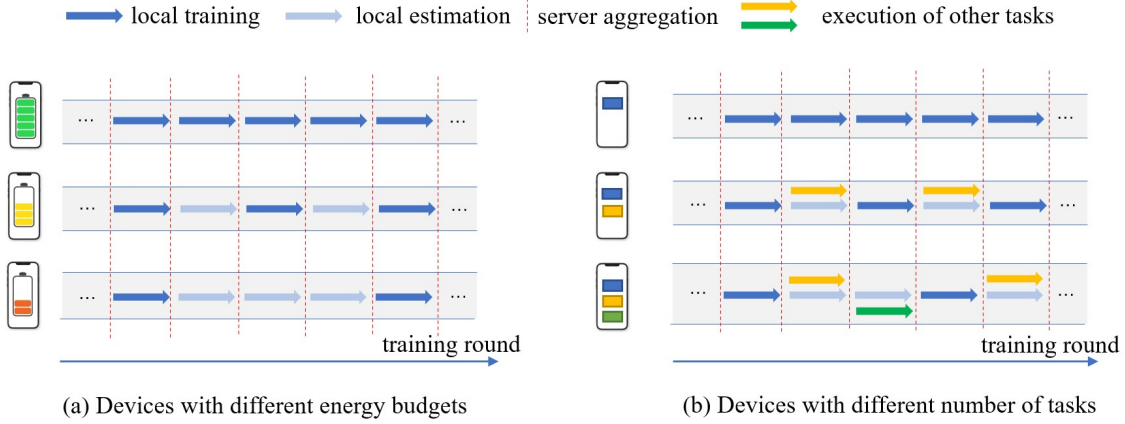 local training local estimation server aggregation execution of other tasks
... ...
... ...
... ...
training round
(a) Devices with different energy budgets
... ...
... ...
... ...
training round
(b) Devices with different number of tasks